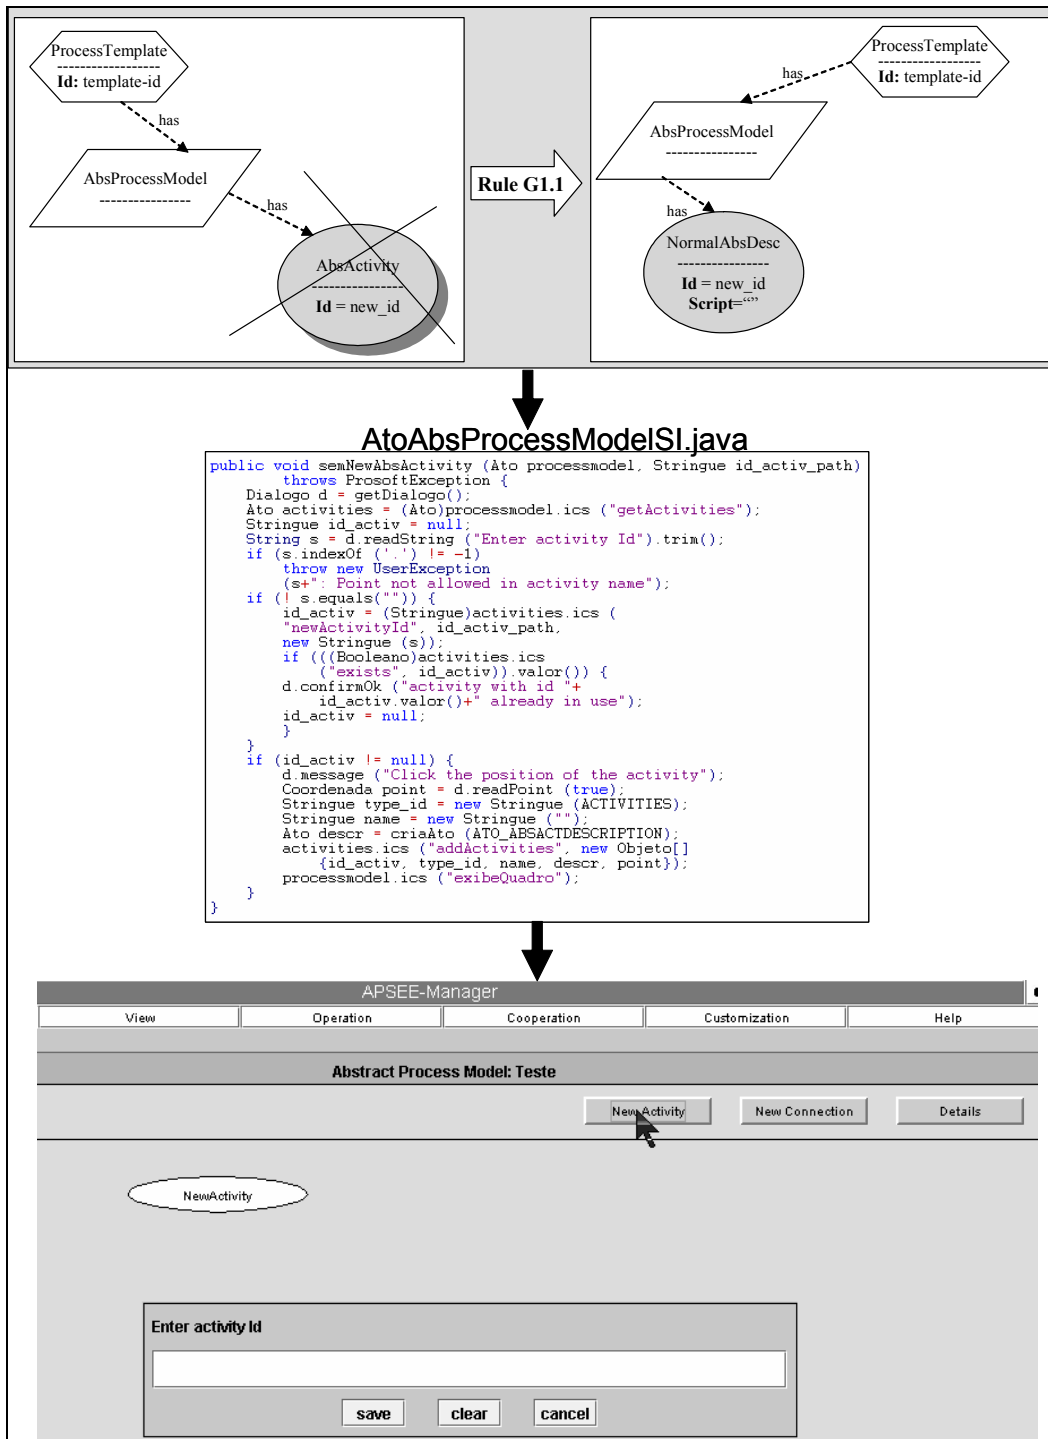 ProcessTemplate
------------------
Id: template-id
has
AbsProcessModel
----------------
has
AbsActivity
----------------
Id = new_id
Rule G1.1
ProcessTemplate
------------------
Id: template-id
has
AbsProcessModel
----------------
has
NormalAbsDesc
----------------
Id = new_id
Script=“”
AtoAbsProcessModelSI.java
public void semNewAbsActivity (Ato processmodel, Stringue id_activ_path)
throws ProsoftException {
Dialogo d = getDialogo();
Ato activities = (Ato)processmodel.ics ("getActivities");
Stringue id_activ = null;
String s = d.readString ("Enter activity Id").trim();
if (s.indexOf ('.') != -1)
throw new UserException
(s+": Point not allowed in activity name");
if (! s.equals("")) {
id_activ = (Stringue)activities.ics (
"newActivityId", id_activ_path,
new Stringue (s));
if (((Booleano)activities.ics
("exists", id_activ)).valor()) {
d.confirmOk ("activity with id "+
id_activ.valor()+" already in use");
id_activ = null;
}
}
if (id_activ != null) {
d.message ("Click the position of the activity");
Coordenada point = d.readPoint (true);
Stringue type_id = new Stringue (ACTIVITIES);
Stringue name = new Stringue ("");
Ato descr = criaAto (ATO_ABSACTDESCRIPTION);
activities.ics ("addActivities", new Objeto[]
{id_activ, type_id, name, descr, point});
processmodel.ics ("exibeQuadro");
}
}
APSEE-Manager
View Operation Cooperation Customization Help
Abstract Process Model: Teste
New Activity New Connection Details
NewActivity
Enter activity Id
save clear cancel